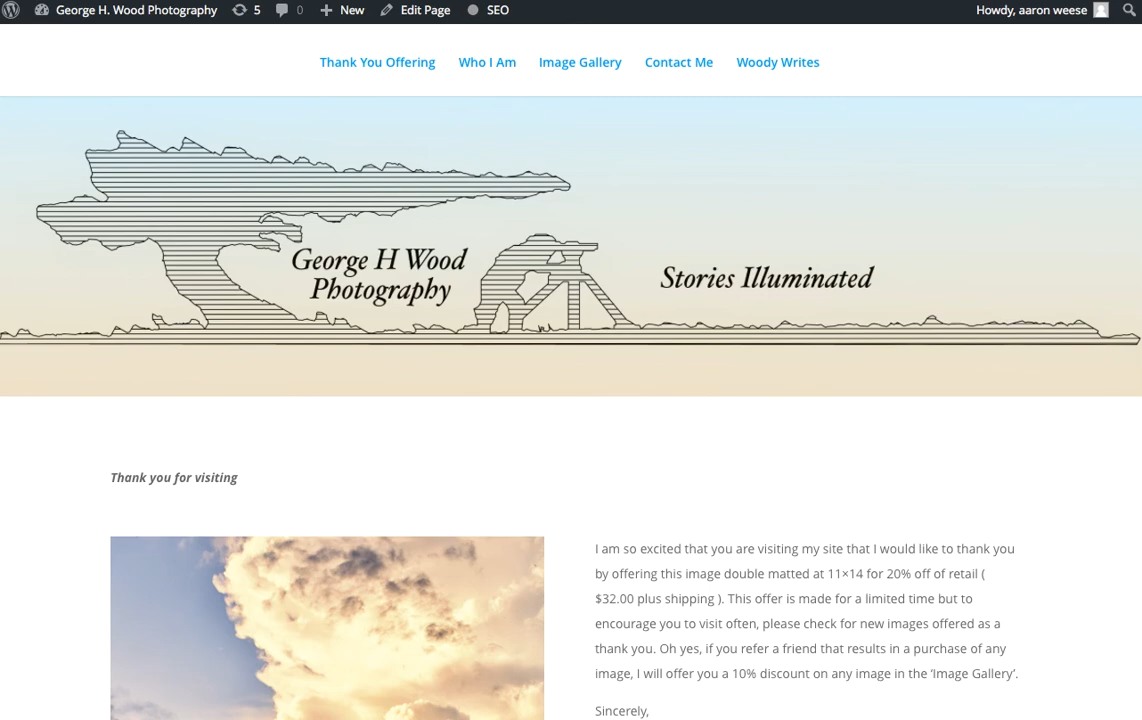 George H. Wood Photography 5 0 New Edit Page SEO Howdy, aaron weese
Thank You Offering Who I Am Image Gallery Contact Me Woody Writes
George H Wood
Photography
Stories Illuminated
Thank you for visiting
I am so excited that you are visiting my site that I would like to thank you
by offering this image double matted at 11×14 for 20% off of retail (
$32.00 plus shipping ). This offer is made for a limited time but to
encourage you to visit often, please check for new images offered as a
thank you. Oh yes, if you refer a friend that results in a purchase of any
image, I will offer you a 10% discount on any image in the ‘Image Gallery’.
Sincerely,